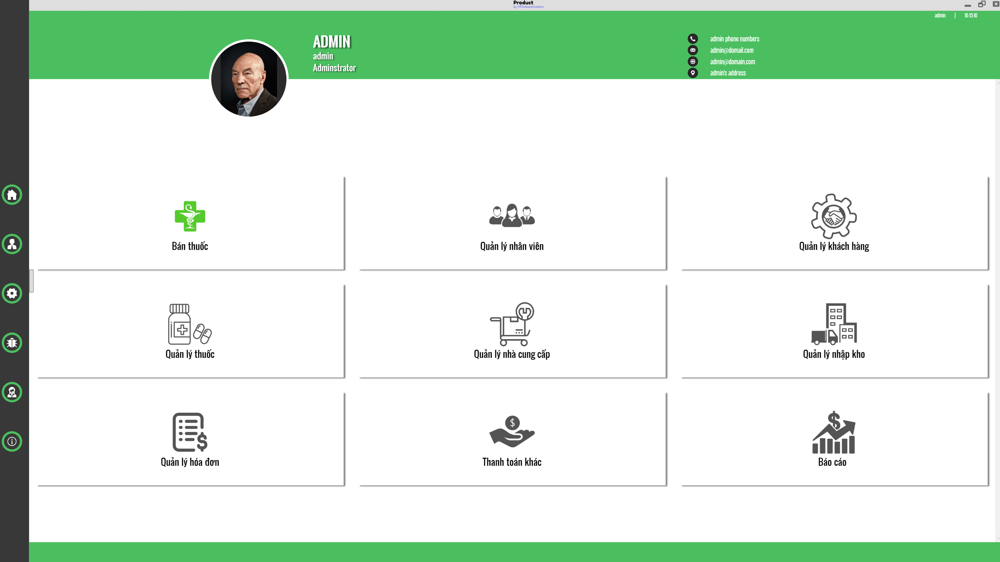 Product
by HPSofwareSolution
admin | 10:15:10
ADMIN
admin
Adminstrator
admin phone numbers
admin@domail.com
admin@domain.com
admin's address
Bán thuốc
Quản lý nhân viên
Quản lý khách hàng
Quản lý thuốc
Quản lý nhà cung cấp
Quản lý nhập kho
Quản lý hóa đơn
Thanh toán khác
Báo cáo